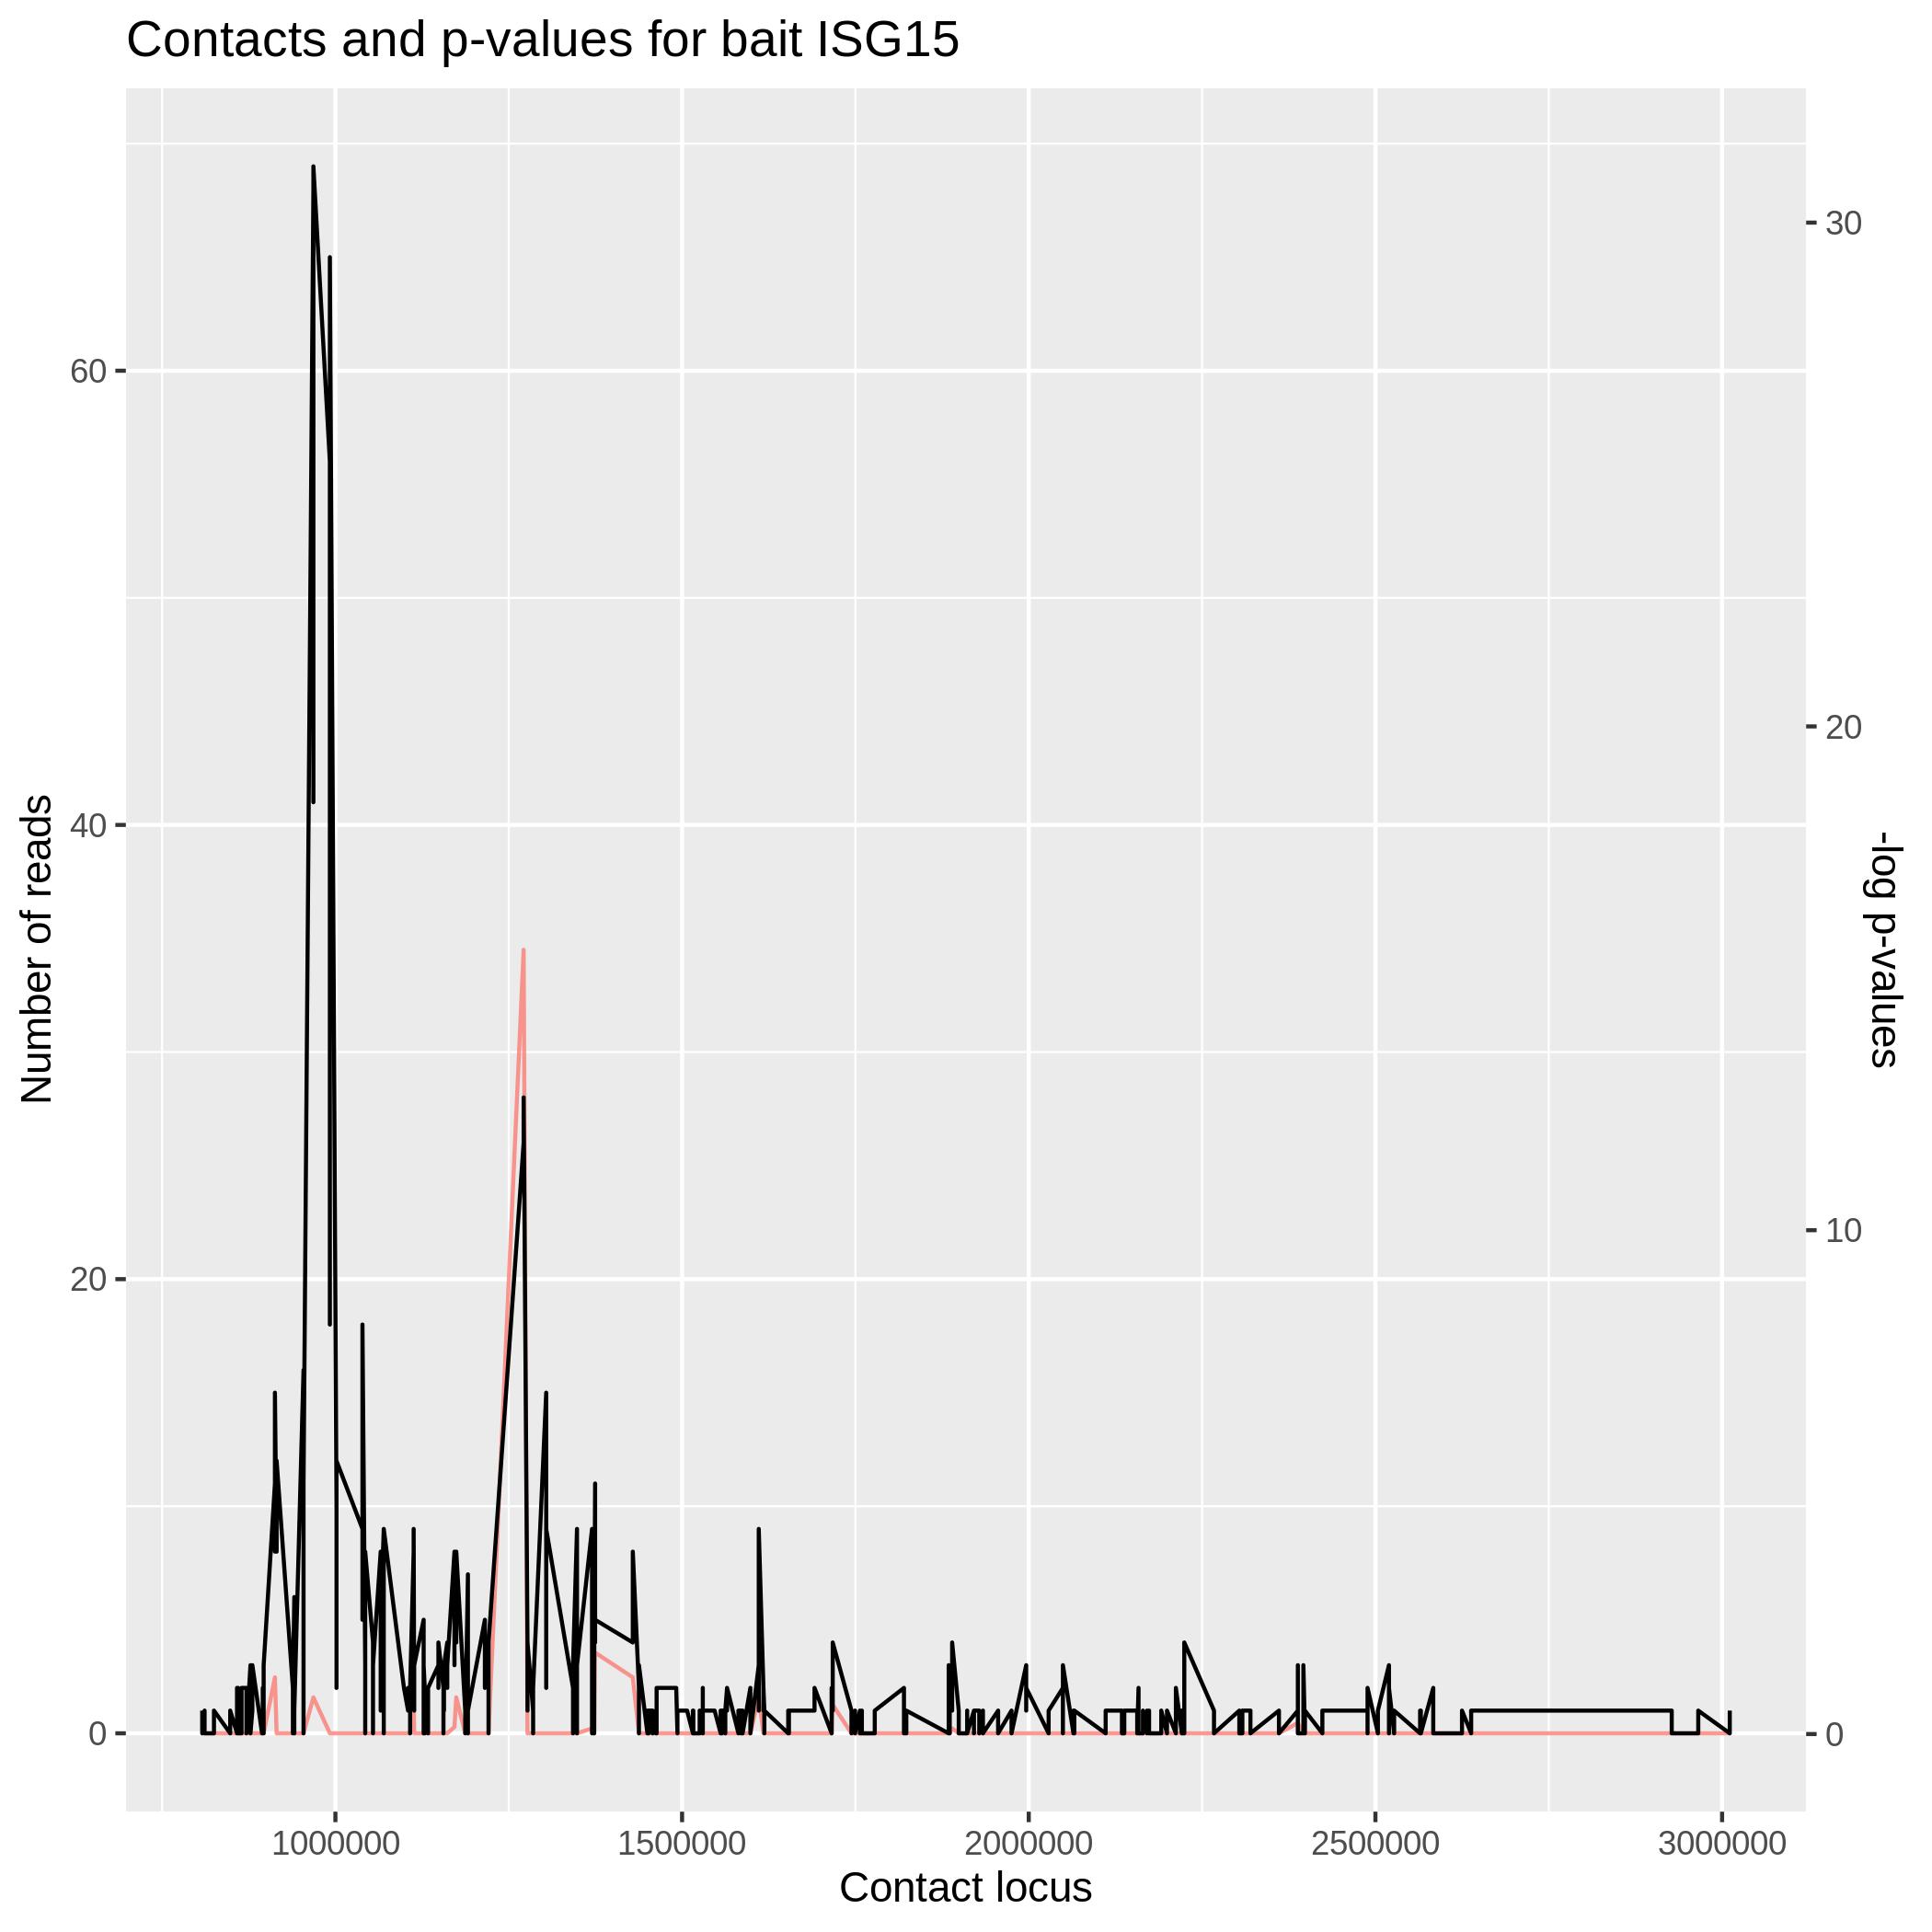 Contacts and p-values for bait ISG15
Number of reads
60
40
20
0
30
20
10
0
-log p-values
1000000 1500000 2000000 2500000 3000000
Contact locus